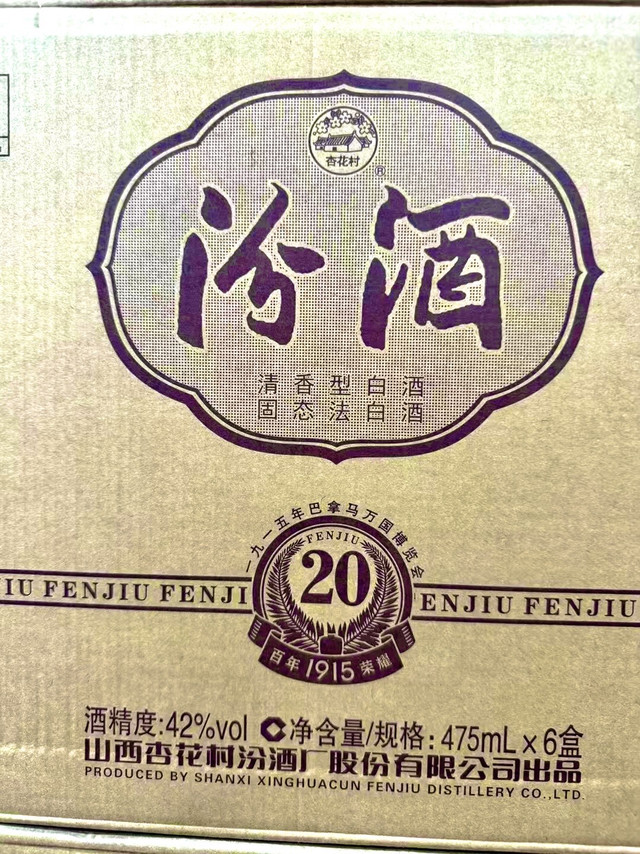 杏花村
®
汾酒
清香型白酒
固态法白酒
一九一五年巴拿马万国博览会
FENJIU
20
IU FENJIU FENJI
ENJIU FENJIU
百年1915荣耀
酒精度:42%vol 净含量/规格:475mL x 6盒
山西杏花村汾酒厂股份有限公司出品
PRODUCED BY SHANXI XINGHUACUN FENJIU DISTILLERY CO.,LTD.